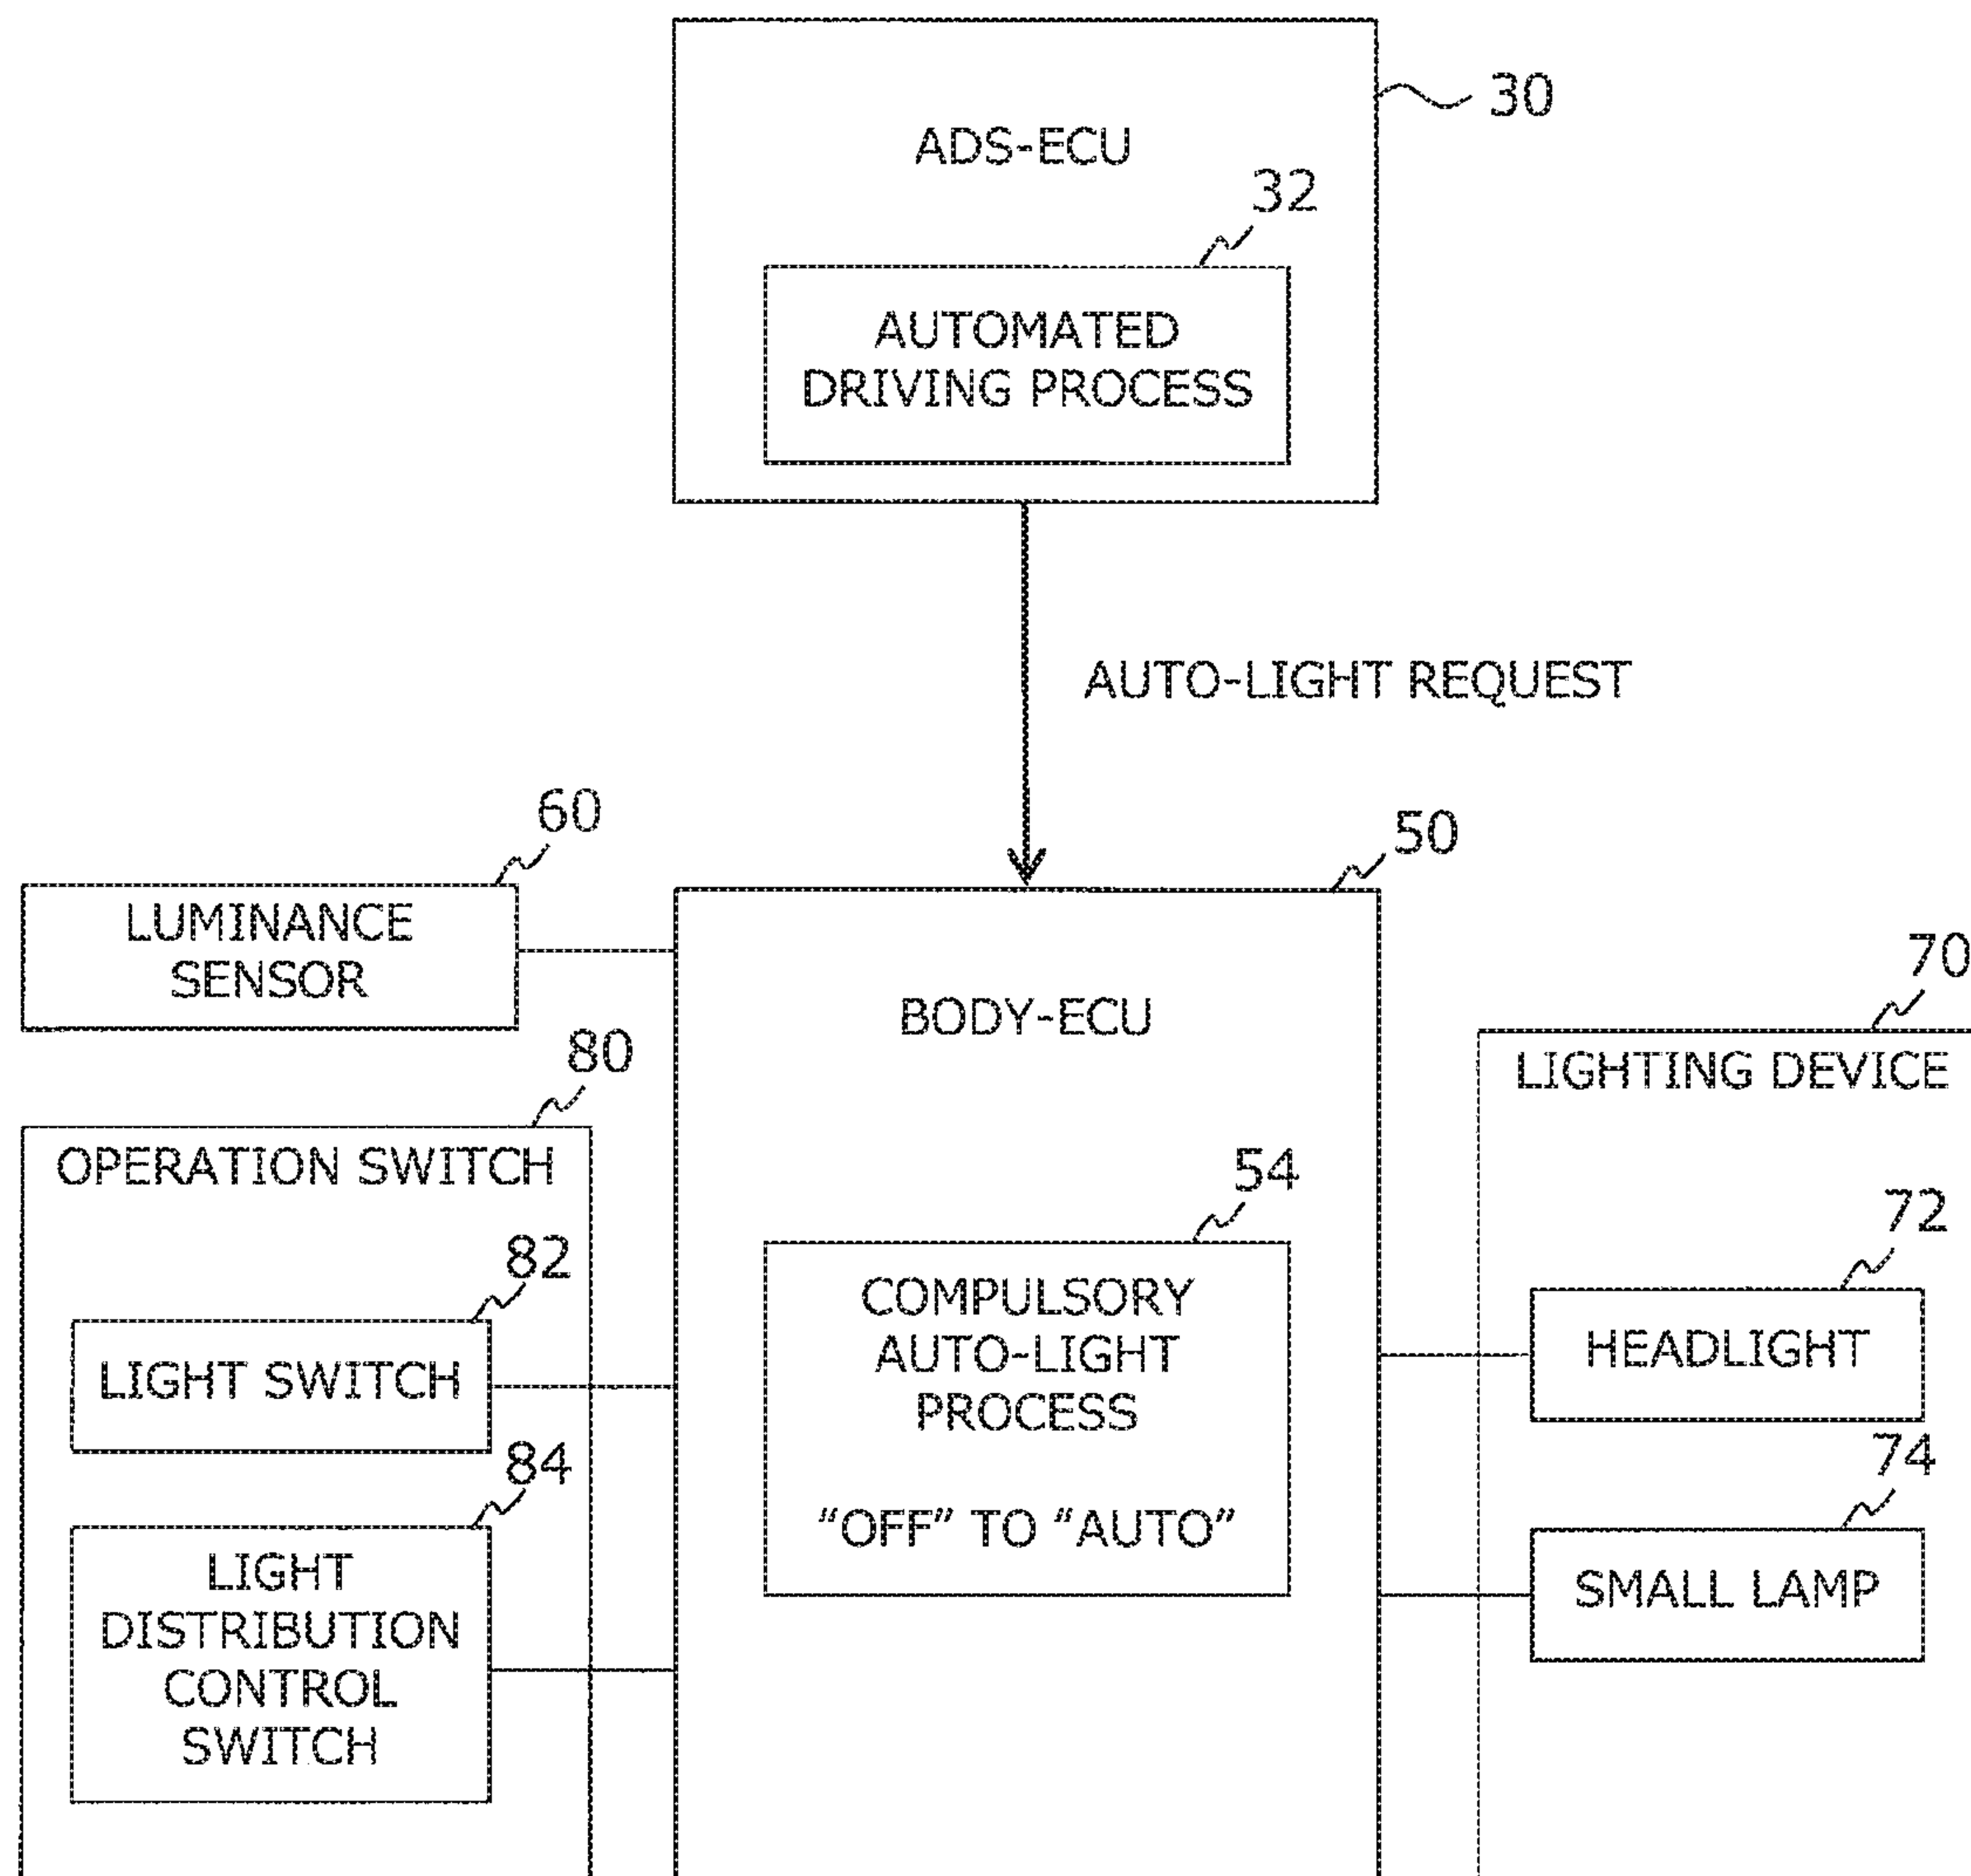 30
ADS-ECU
32
AUTOMATED
DRIVING PROCESS
AUTO-LIGHT REQUEST
60
50
LUMINANCE
SENSOR
70
BODY-ECU
LIGHTING DEVICE
80
OPERATION SWITCH
54
82
72
COMPULSORY
AUTO-LIGHT
PROCESS
"OFF" TO "AUTO"
LIGHT SWITCH
HEADLIGHT
84
74
LIGHT
DISTRIBUTION
CONTROL
SWITCH
SMALL LAMP